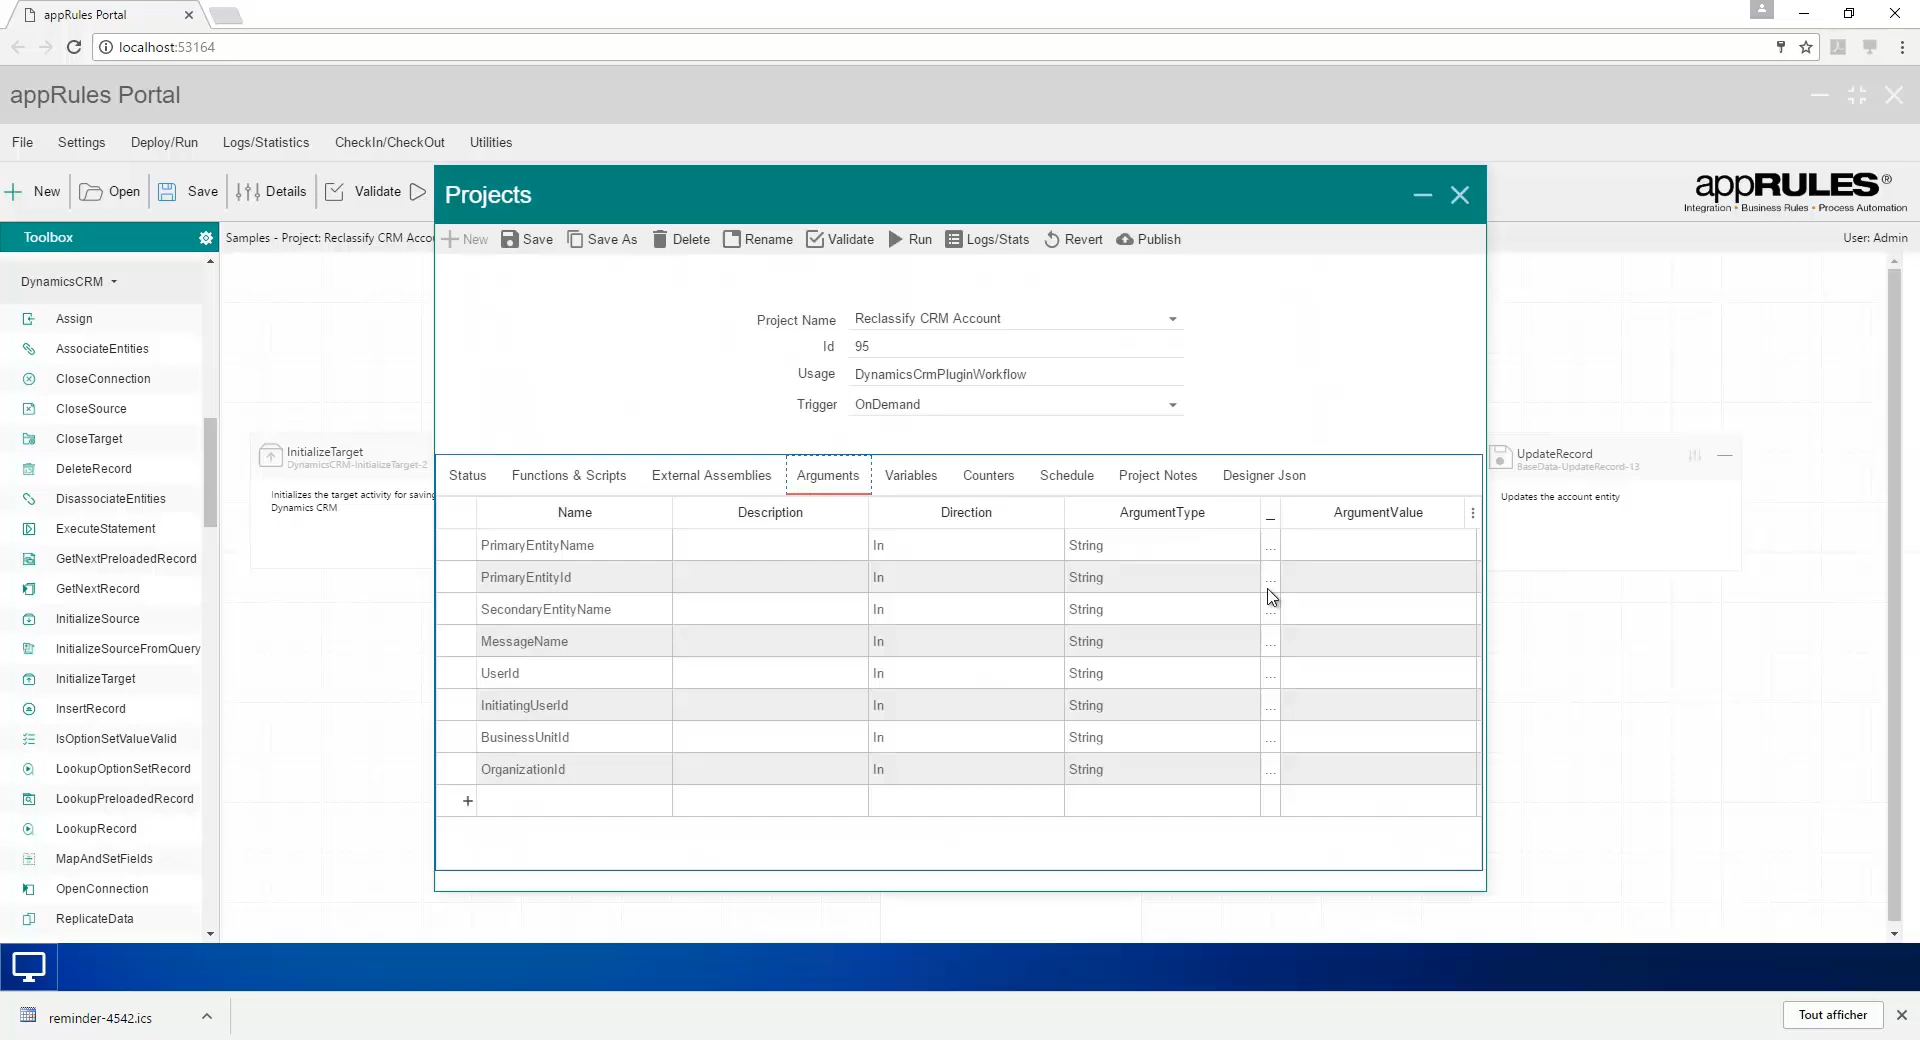 appRules Portal
localhost:53164
appRules Portal
File Settings Deploy/Run Logs/Statistics CheckIn/CheckOut Utilities
New Open Save Details Validate
appRULES®
Integration • Business Rules • Process Automation
Toolbox
Samples - Project: Reclassify CRM Accou
User: Admin
DynamicsCRM
Assign
AssociateEntities
CloseConnection
CloseSource
CloseTarget
DeleteRecord
DisassociateEntities
ExecuteStatement
GetNextPreloadedRecord
GetNextRecord
InitializeSource
InitializeSourceFromQuery
InitializeTarget
InsertRecord
IsOptionSetValueValid
LookupOptionSetRecord
LookupPreloadedRecord
LookupRecord
MapAndSetFields
OpenConnection
ReplicateData
InitializeTarget
DynamicsCRM-InitializeTarget-2
Initializes the target activity for saving
Dynamics CRM
Projects
New Save Save As Delete Rename Validate Run Logs/Stats Revert Publish
Project Name Reclassify CRM Account
Id 95
Usage DynamicsCrmPluginWorkflow
Trigger OnDemand
Status Functions & Scripts External Assemblies Arguments Variables Counters Schedule Project Notes Designer Json
Name Description Direction ArgumentType _ ArgumentValue
PrimaryEntityName In String ...
PrimaryEntityId In String ...
SecondaryEntityName In String ...
MessageName In String ...
UserId In String ...
InitiatingUserId In String ...
BusinessUnitId In String ...
OrganizationId In String ...
+
UpdateRecord
BaseData-UpdateRecord-13
Updates the account entity
reminder-4542.ics
Tout afficher